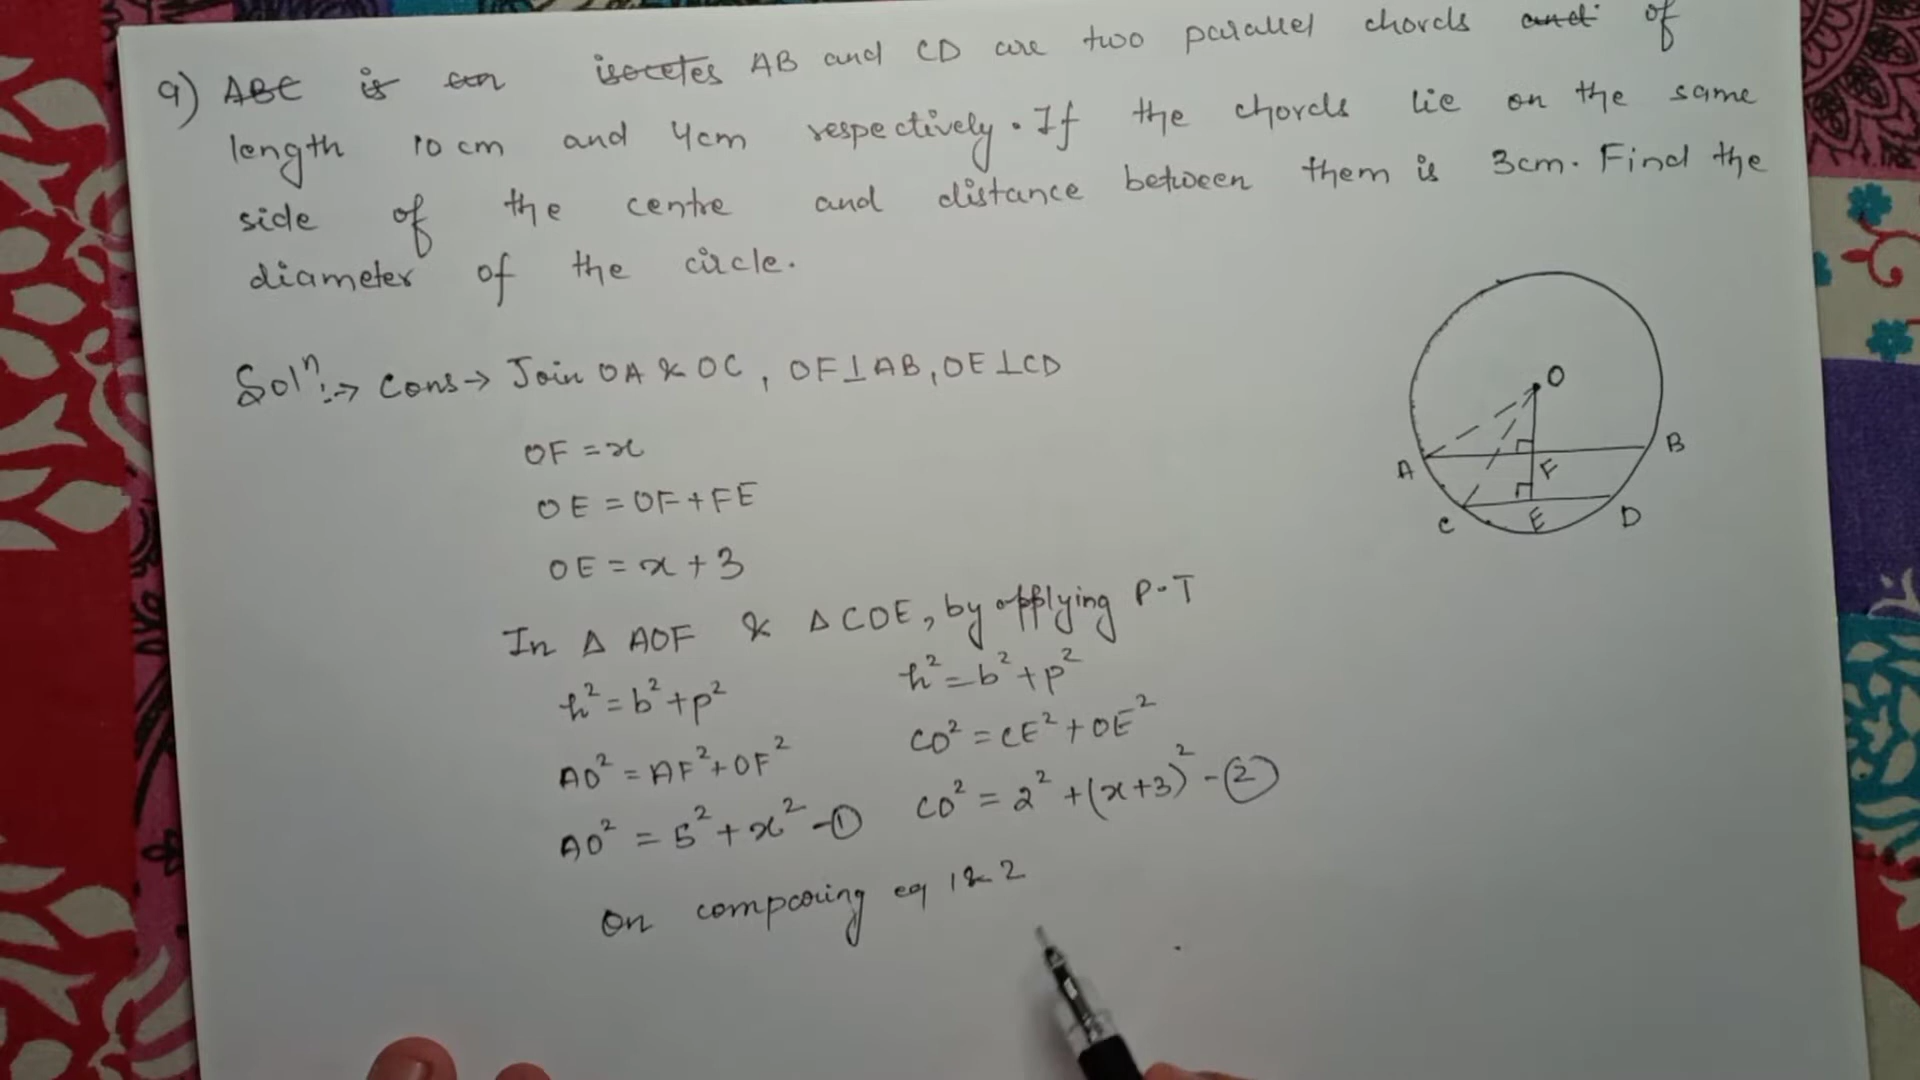 9) ABC is an isoceles AB and CD are two parallel chords and of
length 10 cm and 4cm respectively. If the chords lie on the same
side of the centre and distance between them is 3cm. Find the
diameter of the circle.
Solⁿ:→ Cons→ Join OA & OC, OF⊥AB, OE⊥CD
OF = x
OE = OF + FE
OE = x + 3
In △ AOF & △ COE, by applying P.T
h² = b² + p² h² = b² + p²
AO² = AF² + OF² CO² = CE² + OE²
AO² = 5² + x² - ① CO² = 2² + (x+3)² - ②
On comparing eq 1 & 2
O
A
F
B
C
E
D